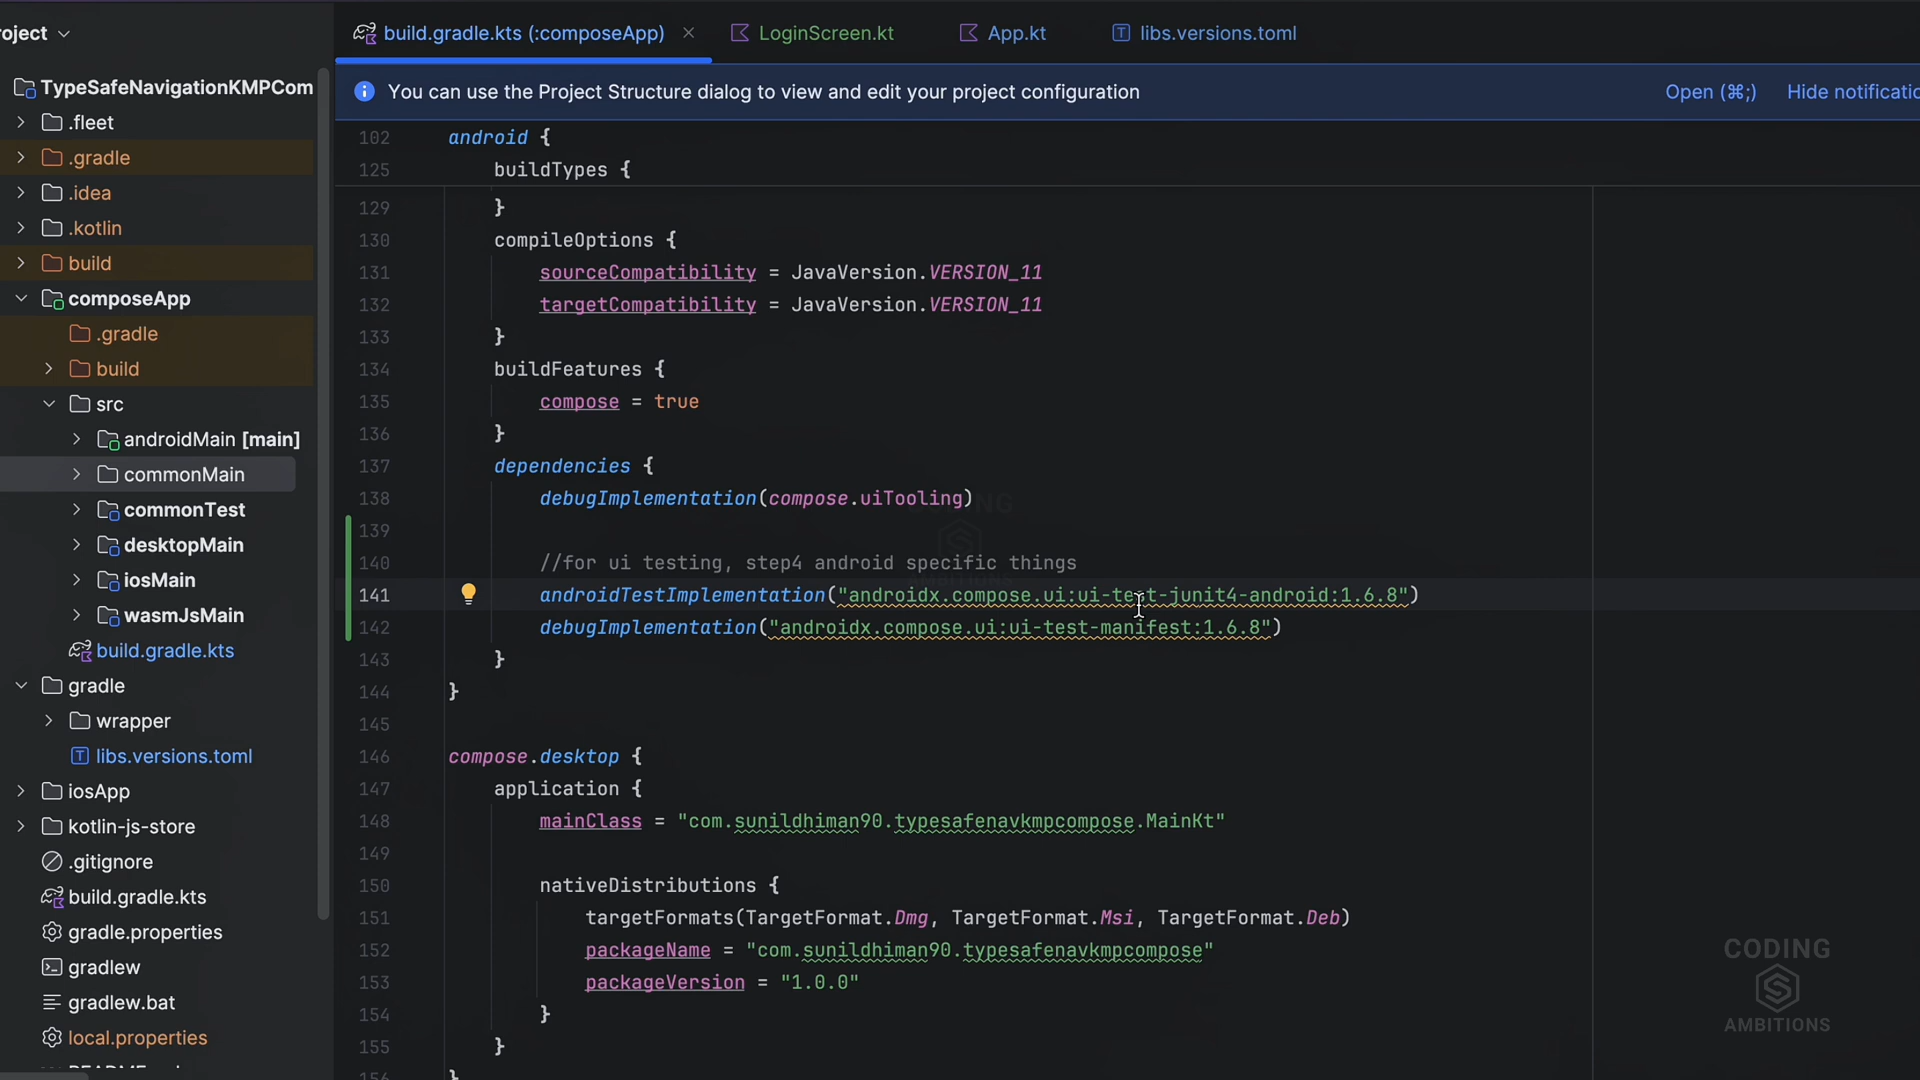 oject
build.gradle.kts (:composeApp)
LoginScreen.kt
App.kt
libs.versions.toml
You can use the Project Structure dialog to view and edit your project configuration
Open (⌘;)
Hide notificatio
TypeSafeNavigationKMPCom
.fleet
.gradle
.idea
.kotlin
build
composeApp
.gradle
build
src
androidMain [main]
commonMain
commonTest
desktopMain
iosMain
wasmJsMain
build.gradle.kts
gradle
wrapper
libs.versions.toml
iosApp
kotlin-js-store
.gitignore
build.gradle.kts
gradle.properties
gradlew
gradlew.bat
local.properties
102 android {
125 buildTypes {
129 }
130 compileOptions {
131 sourceCompatibility = JavaVersion.VERSION_11
132 targetCompatibility = JavaVersion.VERSION_11
133 }
134 buildFeatures {
135 compose = true
136 }
137 dependencies {
138 debugImplementation(compose.uiTooling)
139
140 //for ui testing, step4 android specific things
141 androidTestImplementation("androidx.compose.ui:ui-test-junit4-android:1.6.8")
142 debugImplementation("androidx.compose.ui:ui-test-manifest:1.6.8")
143 }
144 }
145
146 compose.desktop {
147 application {
148 mainClass = "com.sunildhiman90.typesafenavkmpcompose.MainKt"
149
150 nativeDistributions {
151 targetFormats(TargetFormat.Dmg, TargetFormat.Msi, TargetFormat.Deb)
152 packageName = "com.sunildhiman90.typesafenavkmpcompose"
153 packageVersion = "1.0.0"
154 }
155 }
156 }
CODING
AMBITIONS
CODING
AMBITIONS